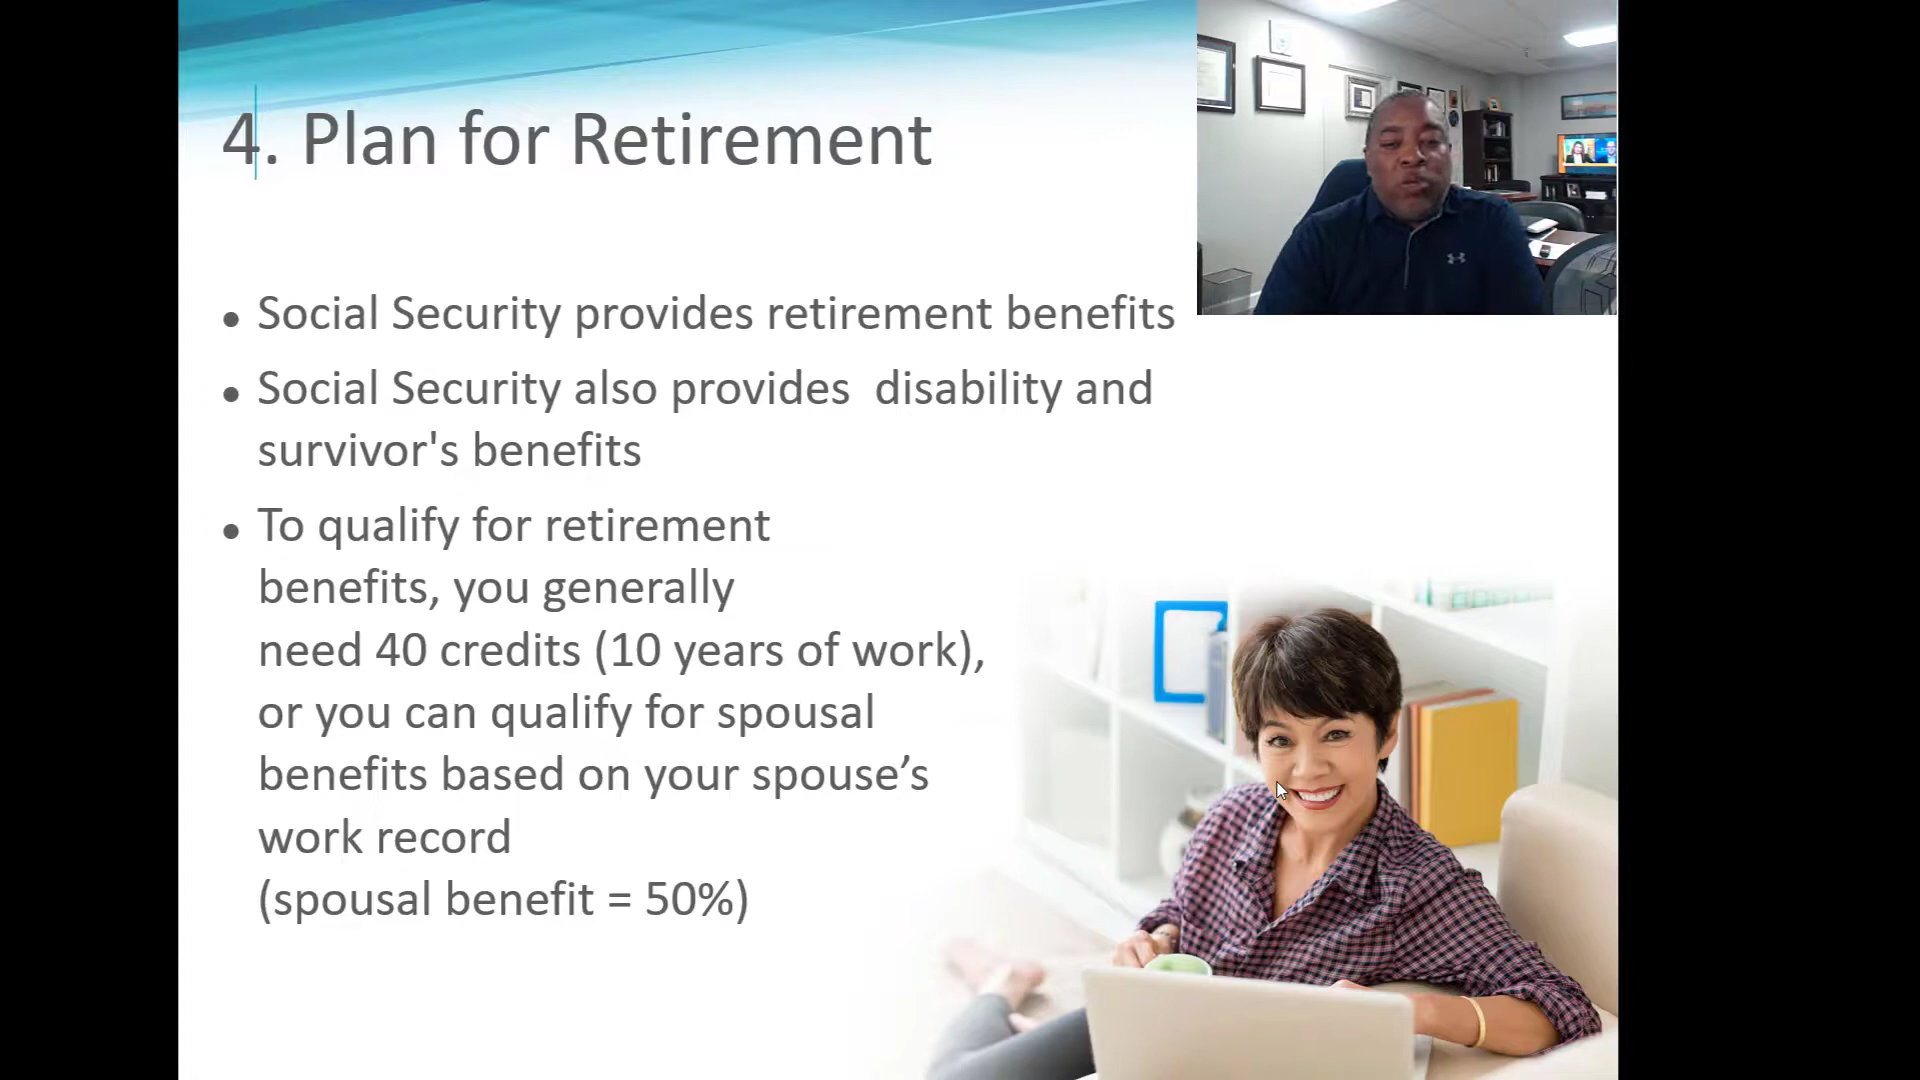 4. Plan for Retirement
• Social Security provides retirement benefits
• Social Security also provides  disability and
survivor's benefits
• To qualify for retirement
benefits, you generally
need 40 credits (10 years of work),
or you can qualify for spousal
benefits based on your spouse’s
work record
(spousal benefit = 50%)